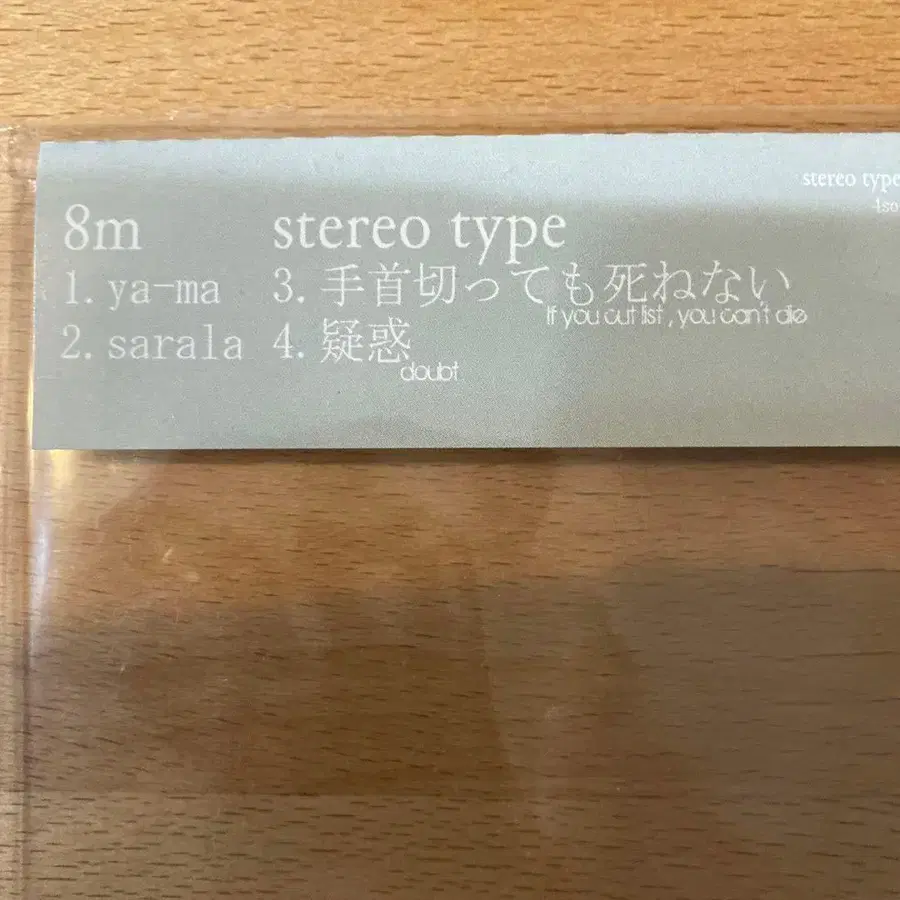 stereo type
4so
8m
1. ya-ma
2. sarala
stereo type
3. 手首切っても死ねない
If you cut list , you can't die
4. 疑惑
doubt